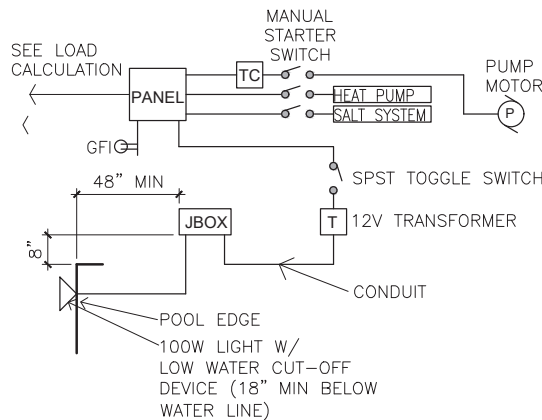 MANUAL
STARTER
SWITCH
SEE LOAD
CALCULATION
TC
PANEL
HEAT PUMP
SALT SYSTEM
PUMP
MOTOR
P
GFI
48" MIN
SPST TOGGLE SWITCH
JBOX
T
12V TRANSFORMER
8"
CONDUIT
POOL EDGE
100W LIGHT W/
LOW WATER CUT-OFF
DEVICE (18" MIN BELOW
WATER LINE)